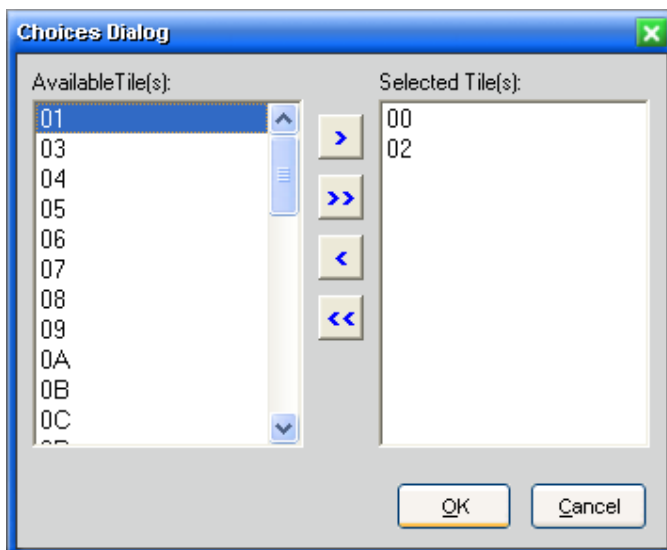 Choices Dialog
AvailableTile(s):
01
03
04
05
06
07
08
09
0A
0B
0C
>
>>
<
<<
Selected Tile(s):
00
02
OK
Cancel